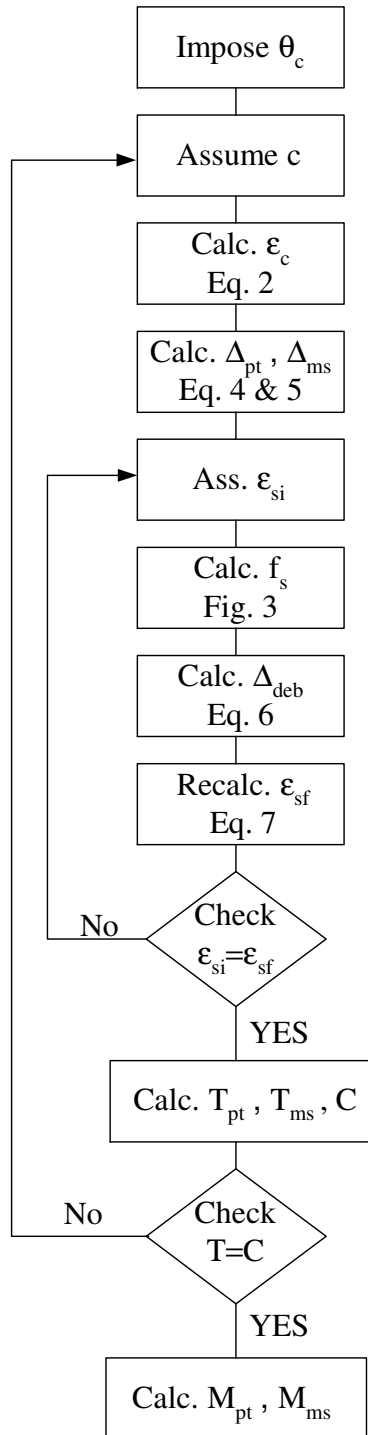 Impose θc
Assume c
Calc. εc
Eq. 2
Calc. Δpt , Δms
Eq. 4 & 5
Ass. εsi
Calc. fs
Fig. 3
Calc. Δdeb
Eq. 6
Recalc. εsf
Eq. 7
No
Check
εsi=εsf
YES
Calc. Tpt , Tms , C
No
Check
T=C
YES
Calc. Mpt , Mms